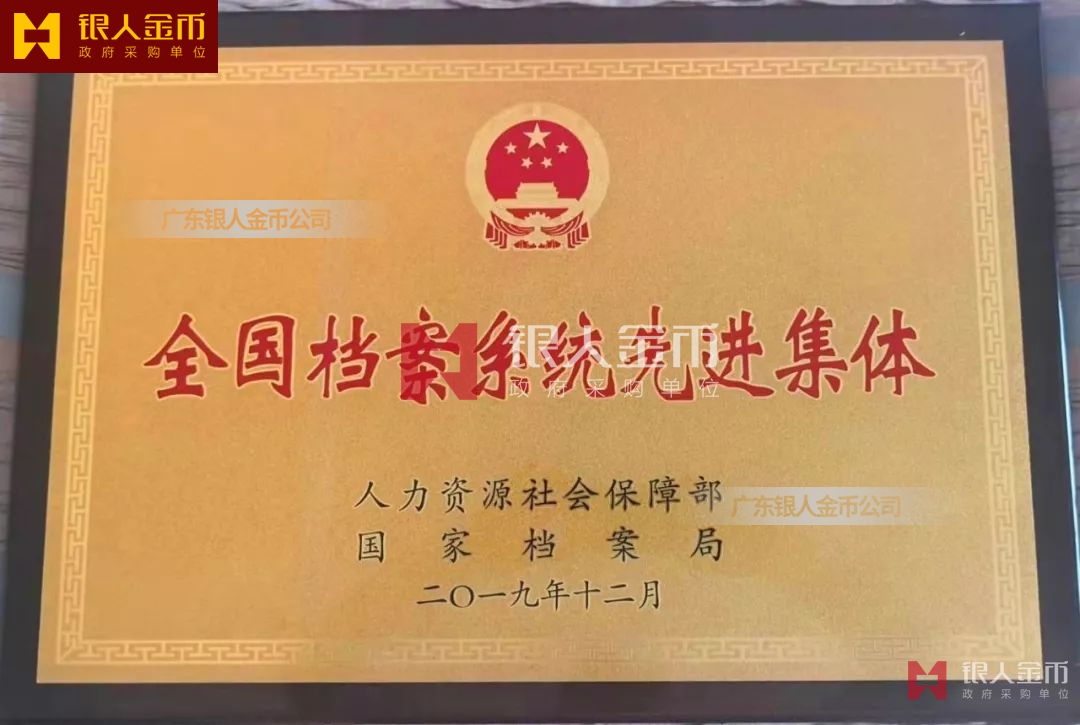 银人金币
政府采购单位
广东银人金币公司
全国档案系统先进集体
银人金币
政府采购单位
人力资源社会保障部
广东银人金币公司
国家档案局
二〇一九年十二月
银人金币
政府采购单位